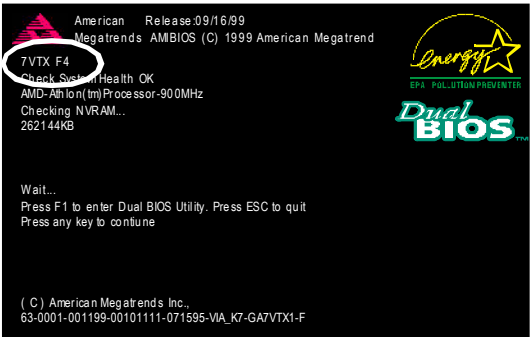 American Release:09/16/99
Megatrends AMIBIOS (C) 1999 American Megatrend
7VTX F4
Check System Health OK
AMD-Athlon(tm)Processor-900MHz
Checking NVRAM...
262144KB
energy
EPA POLLUTION PREVENTER
Dual
BIOS TM
Wait...
Press F1 to enter Dual BIOS Utility. Press ESC to quit
Press any key to contiune
( C ) American Megatrends Inc.,
63-0001-001199-00101111-071595-VIA_K7-GA7VTX1-F